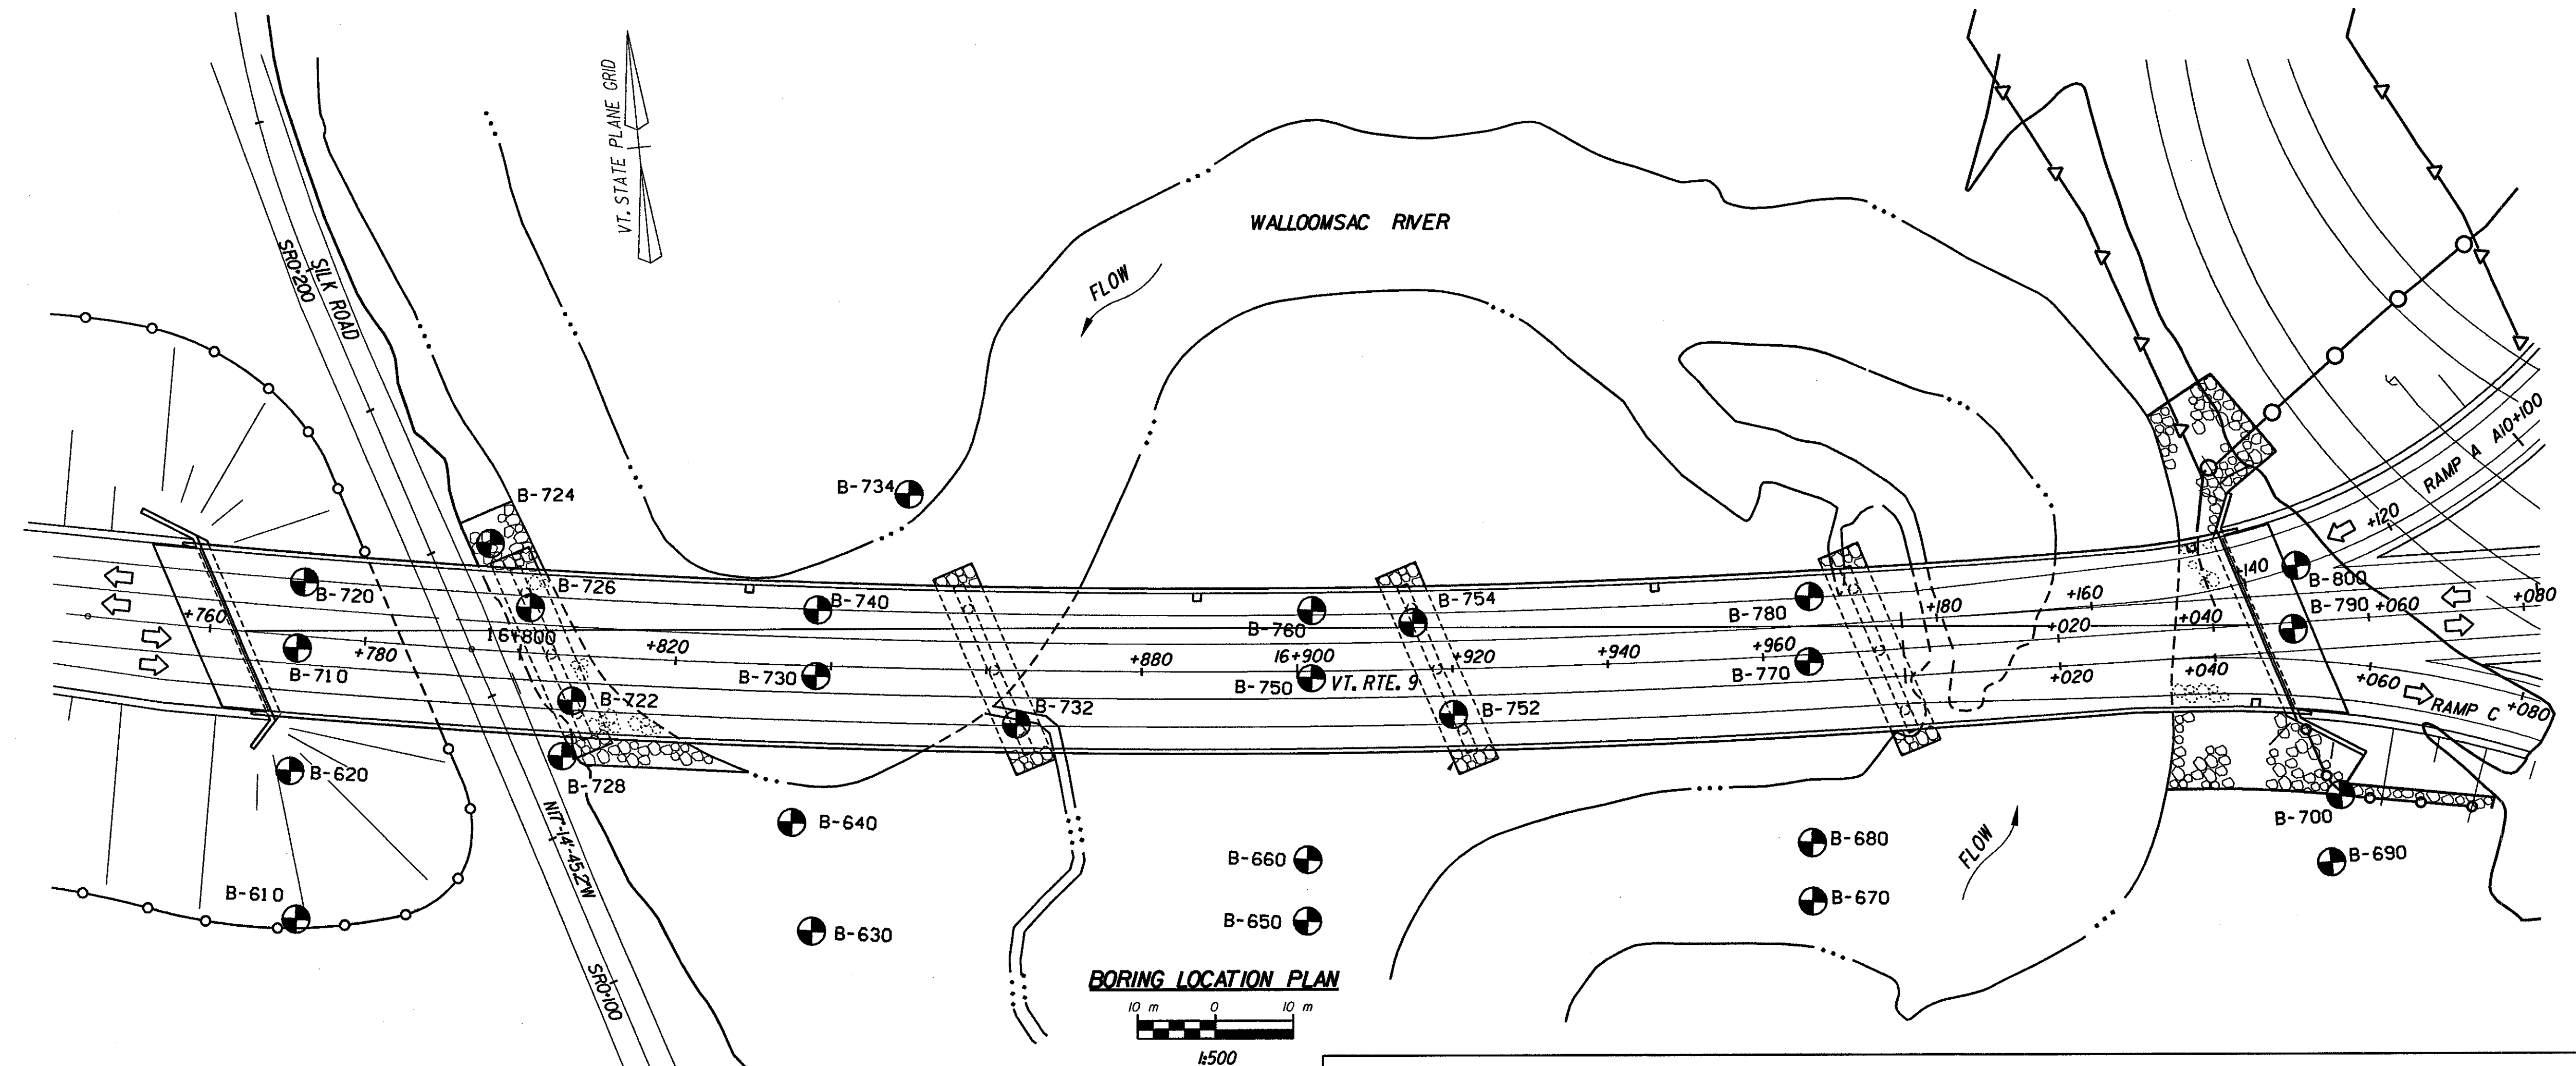 VT. STATE PLANE GRID
WALLOOMSAC RIVER
FLOW
SILK ROAD
SR0+200
A10+100
RAMP A
+120
B-724
B-734
B-720
B-726
B-740
B-760
B-754
B-780
+180
+160
+140
B-800
B-790
+060
+080
+760
16+800
+020
+040
B-710
+780
+820
+880
16+900
+920
+940
+960
B-730
B-750
VT. RTE. 9
B-770
+020
+040
+060
RAMP C
+080
B-722
B-732
B-752
B-620
B-728
B-640
B-700
B-610
N17°-14'-45.2"W
B-660
B-680
FLOW
B-690
B-630
B-650
B-670
SR0+100
BORING LOCATION PLAN
10 m 0 10 m
1:500